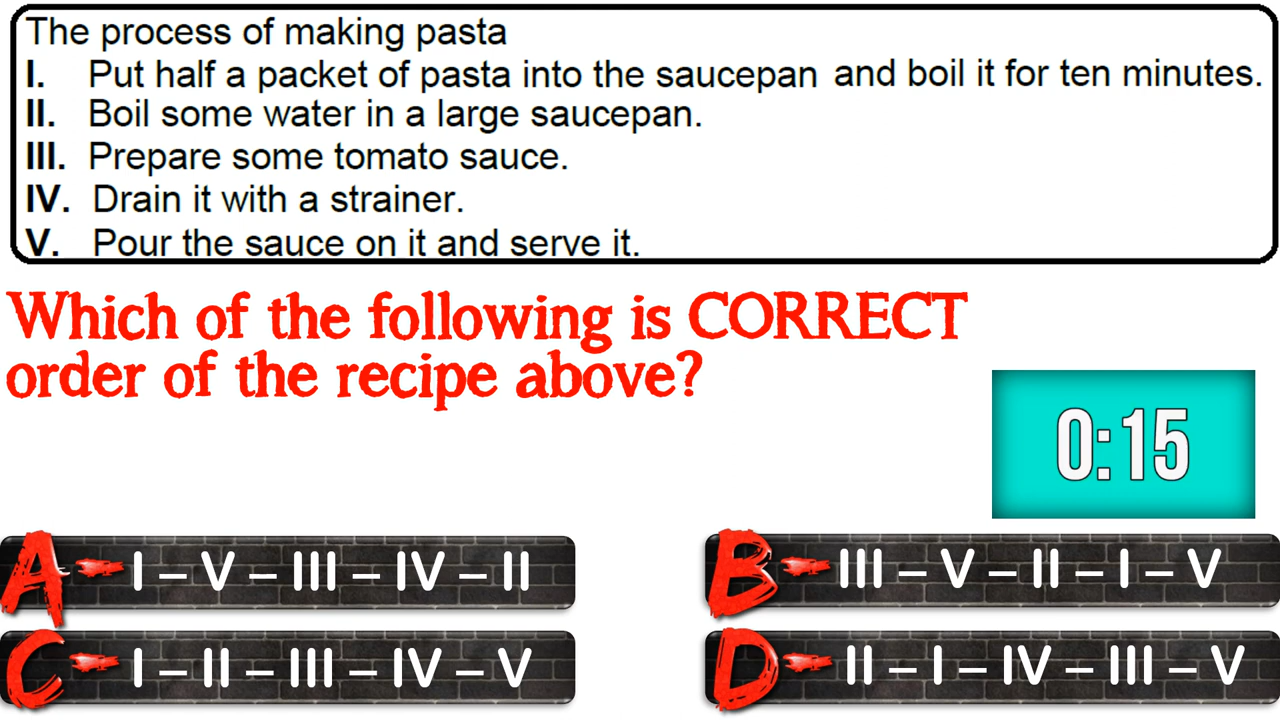 The process of making pasta
I. Put half a packet of pasta into the saucepan and boil it for ten minutes.
II. Boil some water in a large saucepan.
III. Prepare some tomato sauce.
IV. Drain it with a strainer.
V. Pour the sauce on it and serve it.
Which of the following is CORRECT
order of the recipe above?
0:15
A- I – V – III – IV – II
B- III – V – II – I – V
C- I – II – III – IV – V
D- II – I – IV – III – V